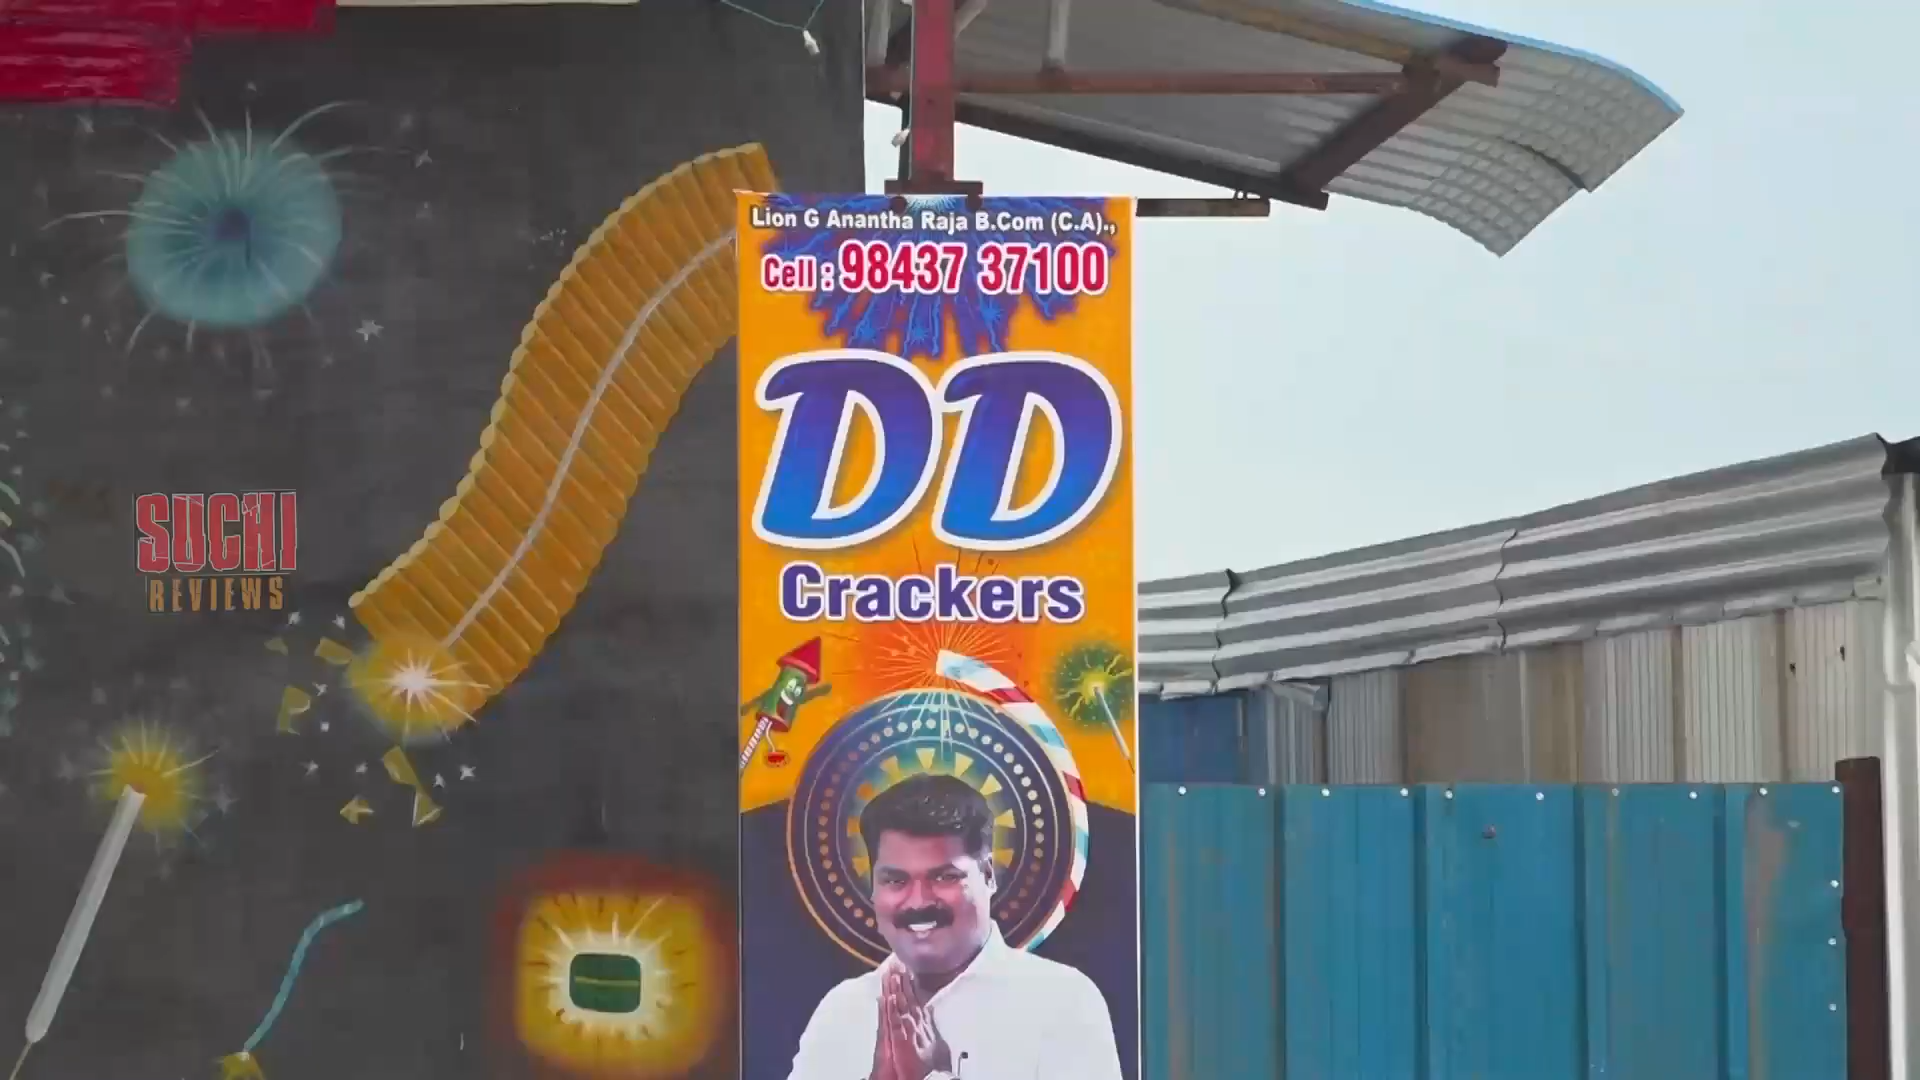 Lion G Anantha Raja B.Com (C.A).,
Cell : 98437 37100
DD
Crackers
SUCHI
REVIEWS